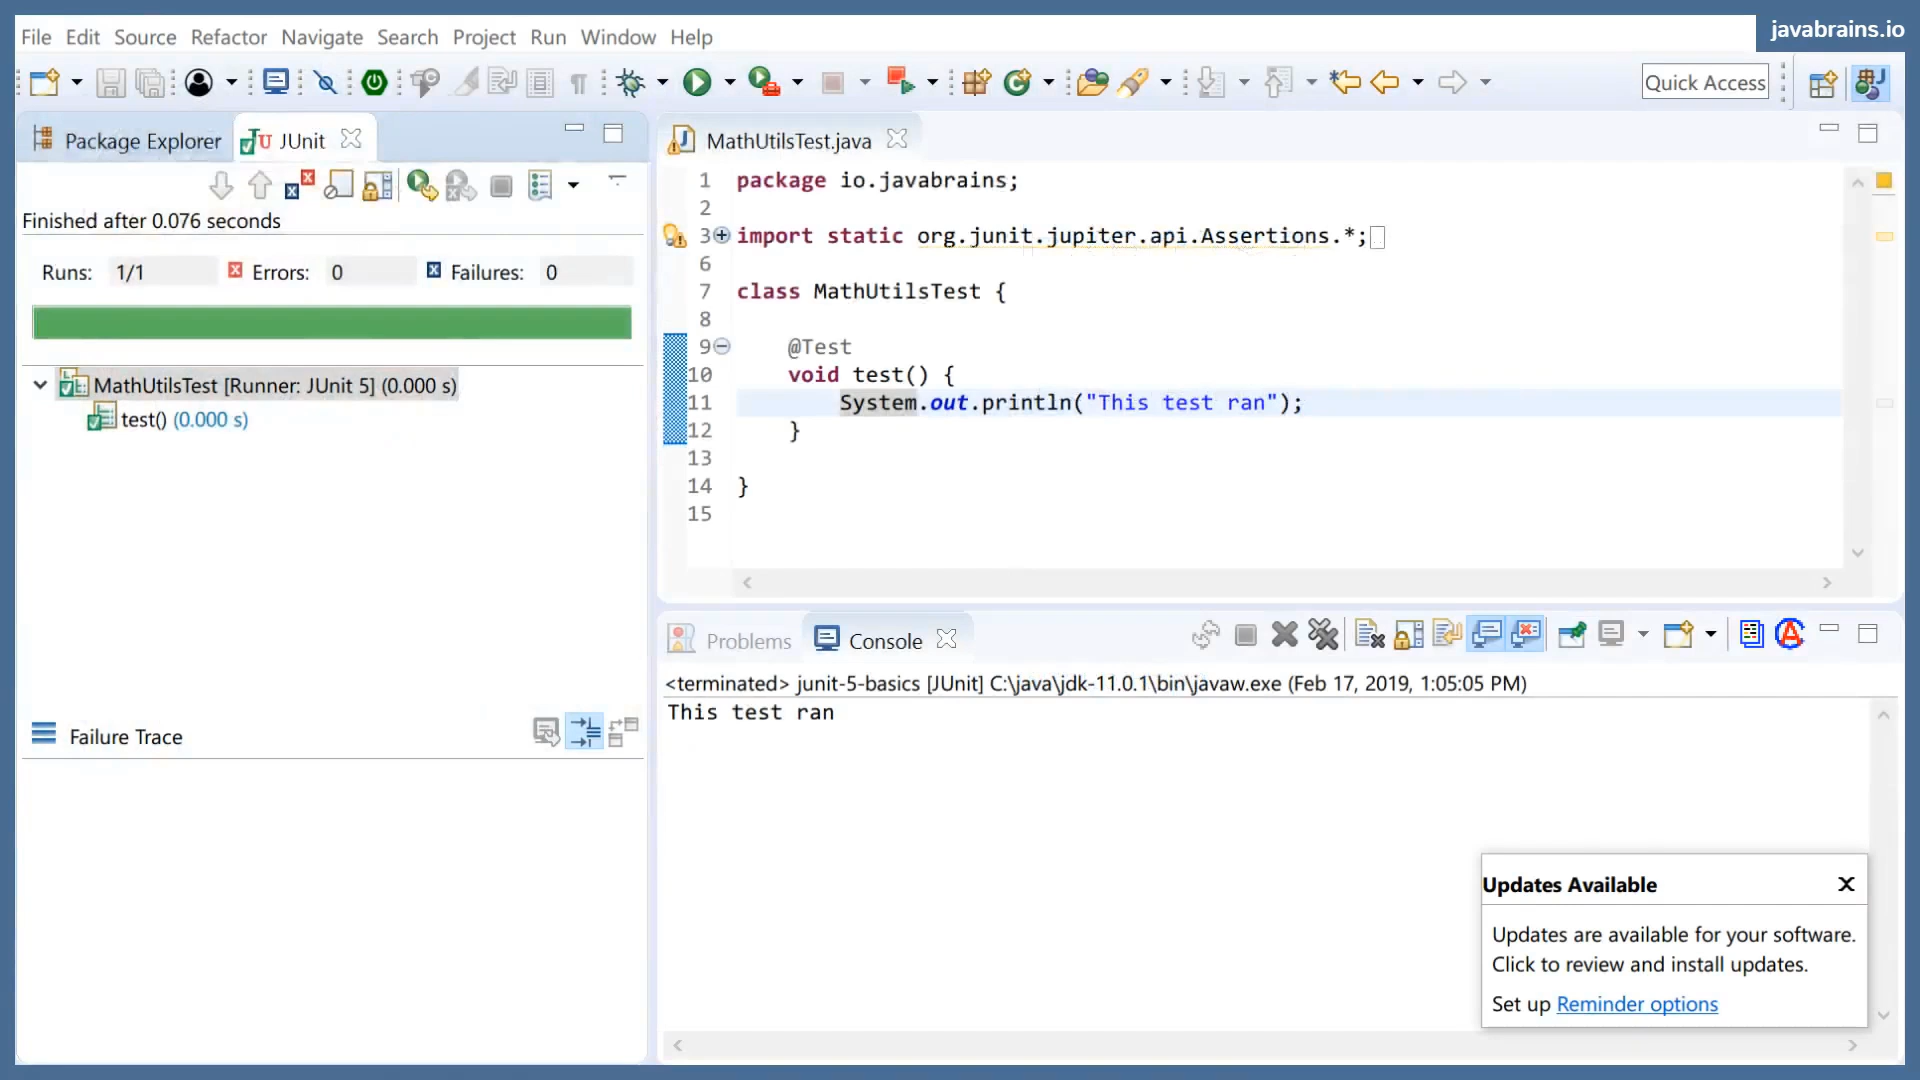 javabrains.io
File Edit Source Refactor Navigate Search Project Run Window Help
Quick Access
Package Explorer
JUnit
Finished after 0.076 seconds
Runs: 1/1 Errors: 0 Failures: 0
MathUtilsTest [Runner: JUnit 5] (0.000 s)
test() (0.000 s)
Failure Trace
MathUtilsTest.java
1 package io.javabrains;
2
3 import static org.junit.jupiter.api.Assertions.*;
6
7 class MathUtilsTest {
8
9 @Test
10 void test() {
11 System.out.println("This test ran");
12 }
13
14 }
15
Problems Console
<terminated> junit-5-basics [JUnit] C:\java\jdk-11.0.1\bin\javaw.exe (Feb 17, 2019, 1:05:05 PM)
This test ran
Updates Available X
Updates are available for your software.
Click to review and install updates.
Set up Reminder options